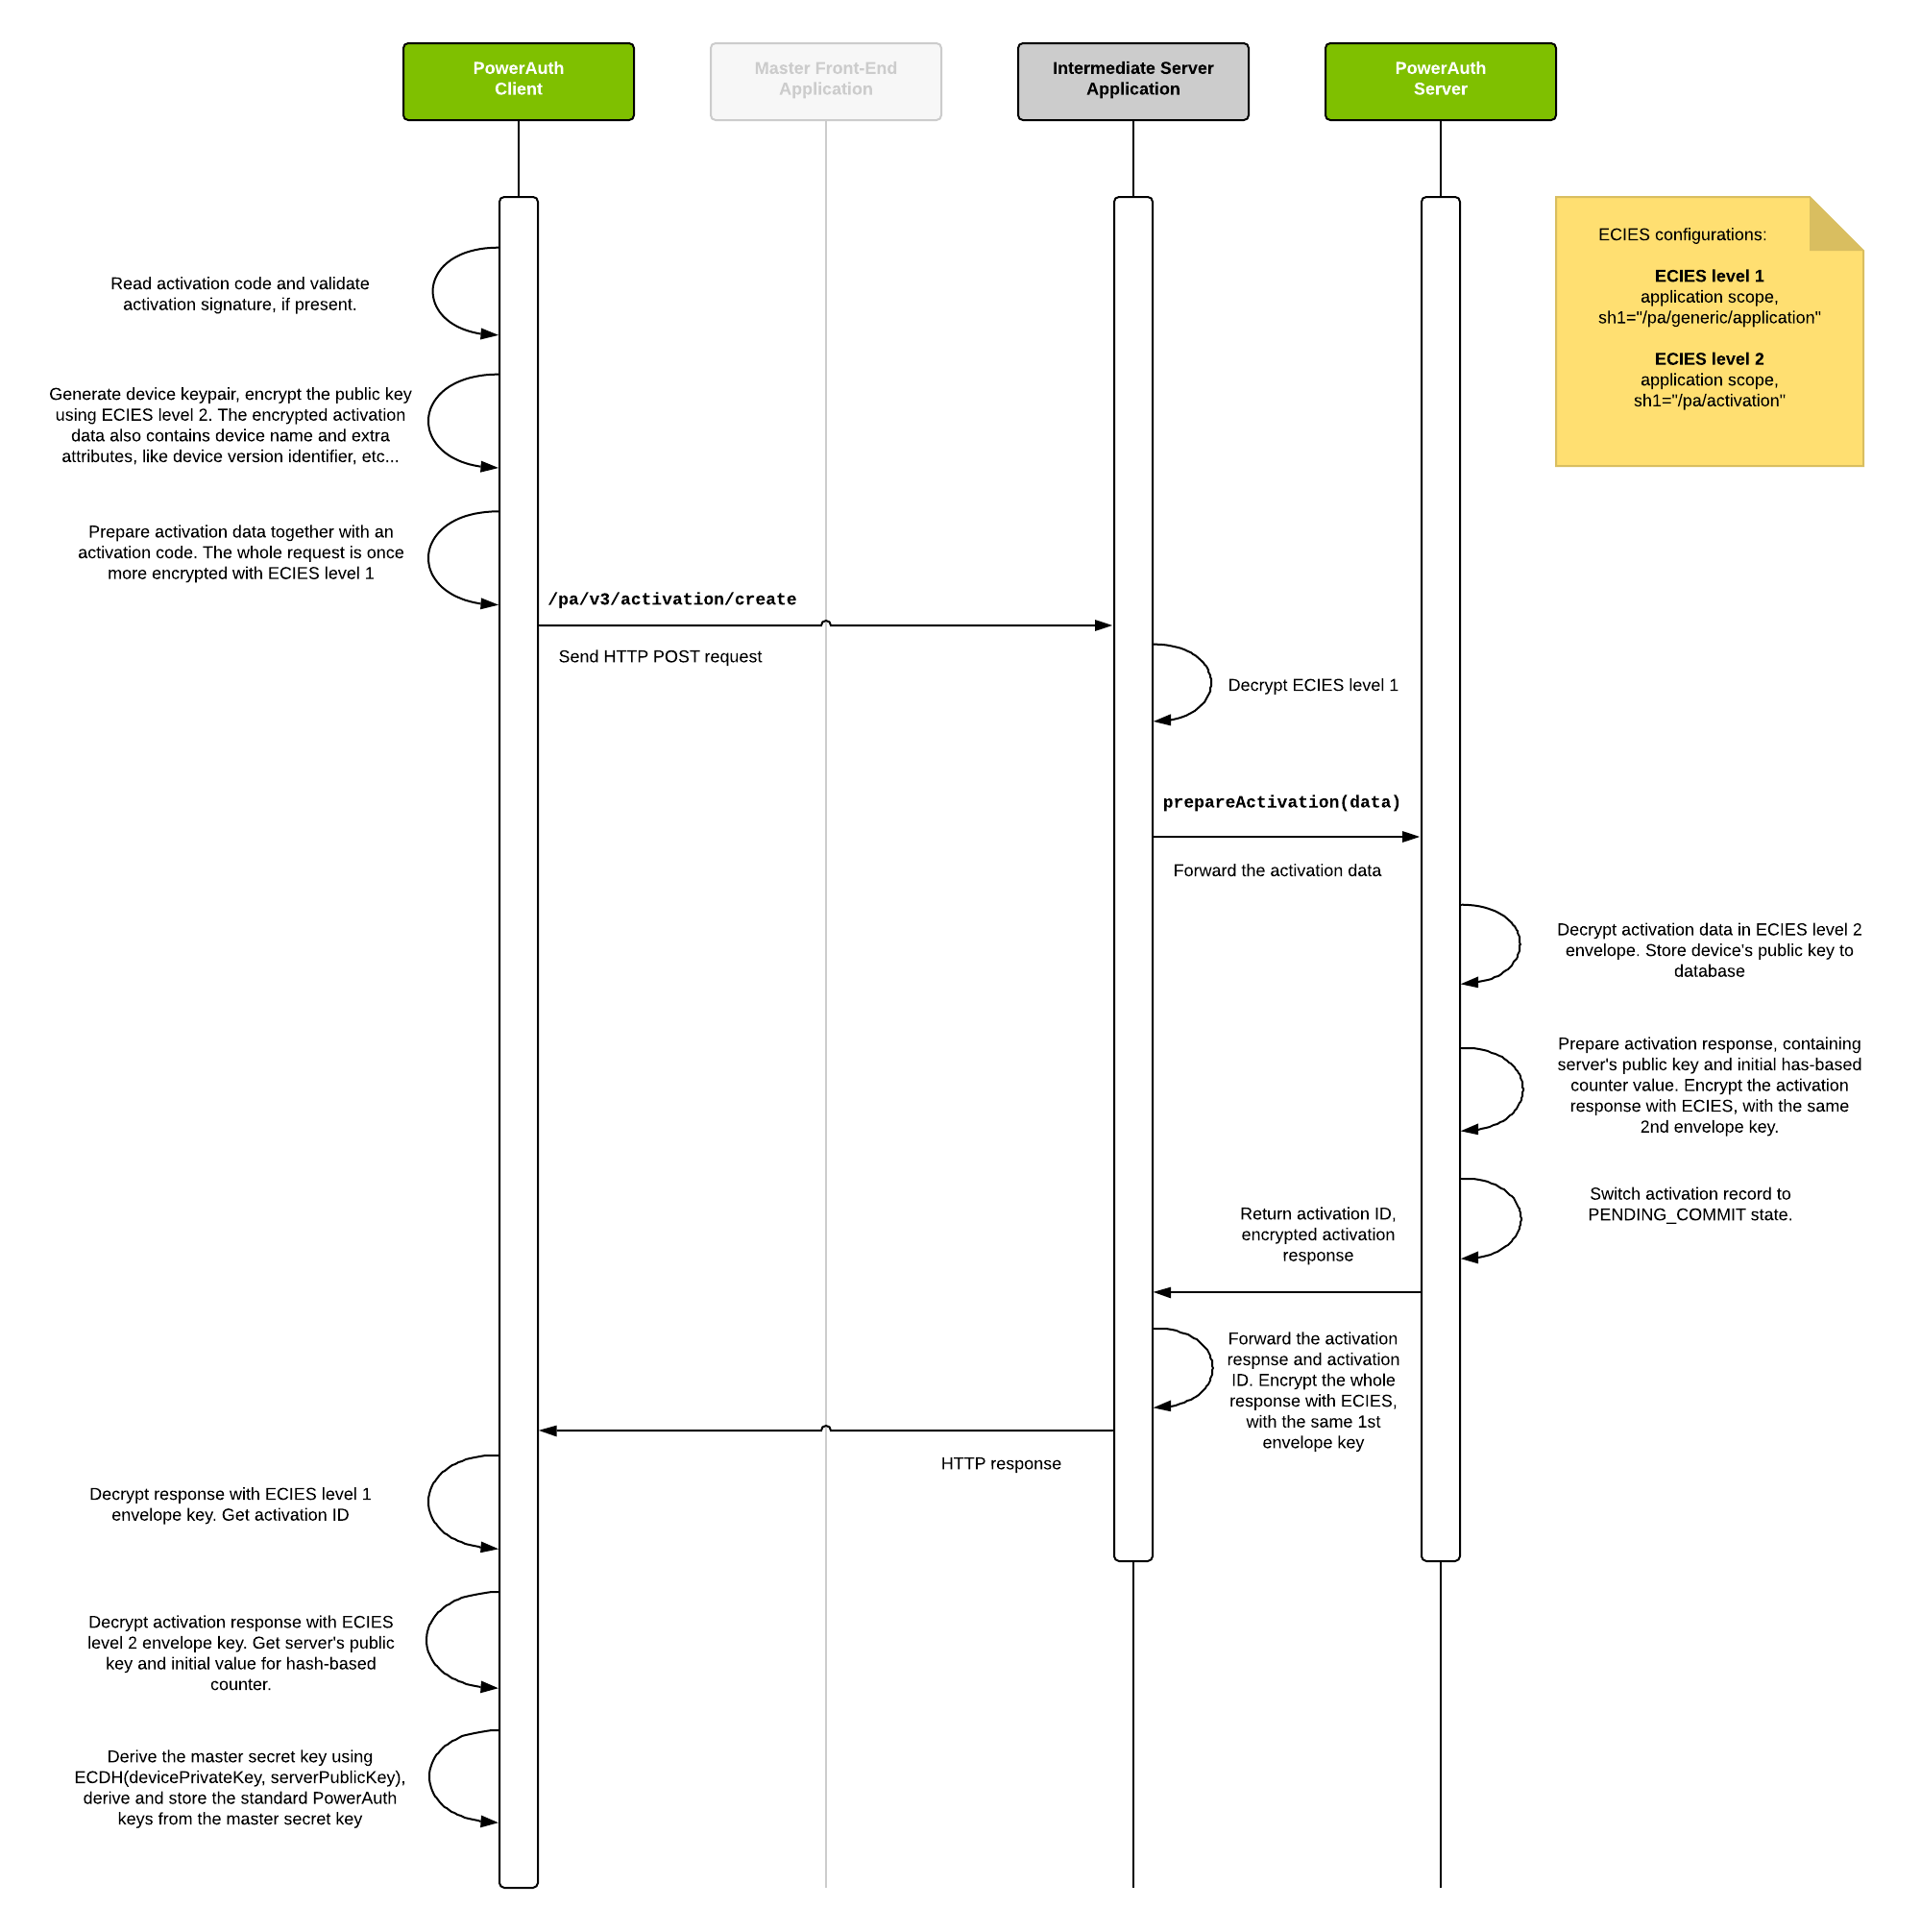 PowerAuth
Client
Master Front-End
Application
Intermediate Server
Application
PowerAuth
Server
ECIES configurations:
ECIES level 1
application scope,
sh1="/pa/generic/application"
ECIES level 2
application scope,
sh1="/pa/activation"
Read activation code and validate
activation signature, if present.
Generate device keypair, encrypt the public key
using ECIES level 2. The encrypted activation
data also contains device name and extra
attributes, like device version identifier, etc...
Prepare activation data together with an
activation code. The whole request is once
more encrypted with ECIES level 1
/pa/v3/activation/create
Send HTTP POST request
Decrypt ECIES level 1
prepareActivation(data)
Forward the activation data
Decrypt activation data in ECIES level 2
envelope. Store device's public key to
database
Prepare activation response, containing
server's public key and initial has-based
counter value. Encrypt the activation
response with ECIES, with the same
2nd envelope key.
Switch activation record to
PENDING_COMMIT state.
Return activation ID,
encrypted activation
response
Forward the activation
respnse and activation
ID. Encrypt the whole
response with ECIES,
with the same 1st
envelope key
HTTP response
Decrypt response with ECIES level 1
envelope key. Get activation ID
Decrypt activation response with ECIES
level 2 envelope key. Get server's public
key and initial value for hash-based
counter.
Derive the master secret key using
ECDH(devicePrivateKey, serverPublicKey),
derive and store the standard PowerAuth
keys from the master secret key